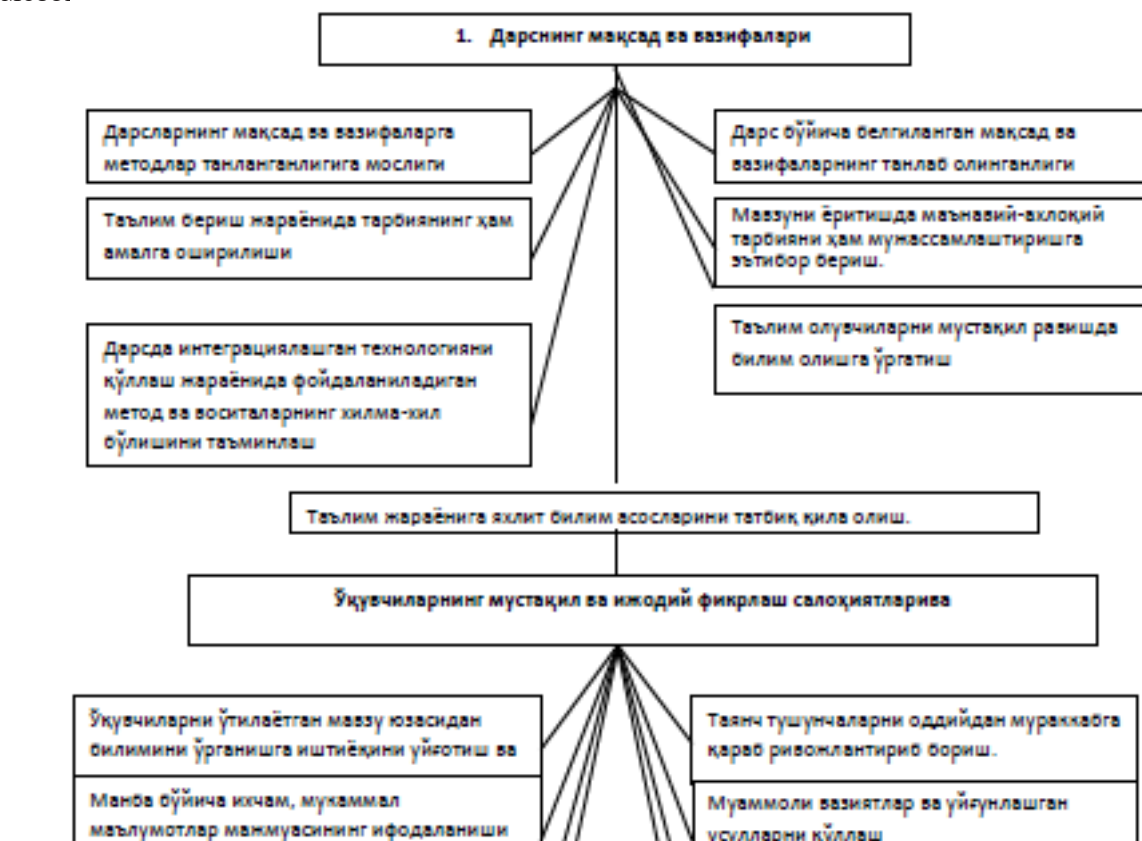 1. Дарснинг мақсад ва вазифалари
Дарсларнинг мақсад ва вазифаларга
методлар танланганлигига мослиги
Дарс бўйича белгиланган мақсад ва
вазифаларнинг танлаб олинганлиги
Таълим бериш жараёнида тарбиянинг ҳам
амалга оширилиши
Мавзуни ёритишда маънавий-ахлоқий
тарбияни ҳам мужассамлаштиришга
эътибор бериш.
Дарсда интеграциялашган технологияни
қўллаш жараёнида фойдаланиладиган
метод ва воситаларнинг хилма-хил
бўлишини таъминлаш
Таълим олувчиларни мустақил равишда
билим олишга ўргатиш
Таълим жараёнига яхлит билим асосларини татбиқ қила олиш.
Ўқувчиларнинг мустақил ва ижодий фикрлаш салоҳиятларива
Ўқувчиларни ўтилаётган мавзу юзасидан
билимини ўрганишга иштиёқини уйғотиш ва
Таянч тушунчаларни оддийдан мураккабга
қараб ривожлантириб бориш.
Манба бўйича ихчам, мукаммал
маълумотлар мажмуасининг ифодаланиши
Муаммоли вазиятлар ва уйғунлашган
усулларни қўллаш